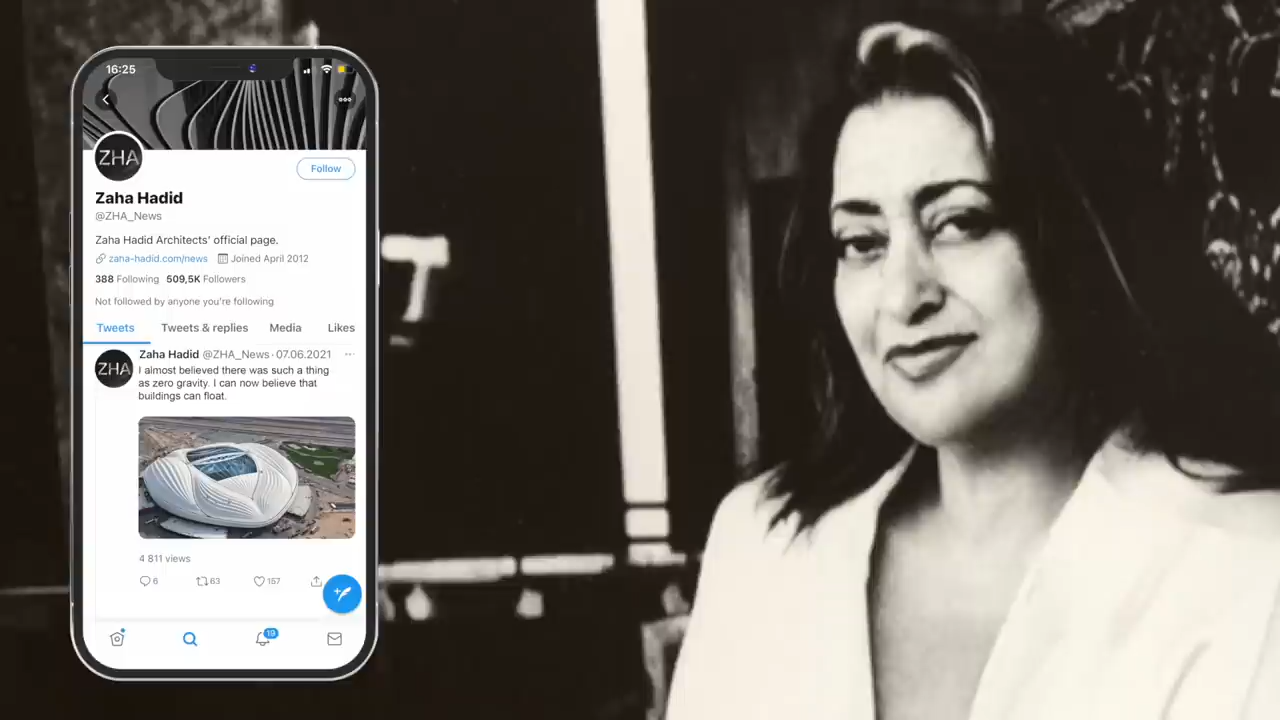 16:25
ZHA
Follow
Zaha Hadid
@ZHA_News
Zaha Hadid Architects' official page.
zaha-hadid.com/news Joined April 2012
388 Following 509,5K Followers
Not followed by anyone you're following
Tweets Tweets & replies Media Likes
Zaha Hadid @ZHA_News · 07.06.2021
ZHA
I almost believed there was such a thing
as zero gravity. I can now believe that
buildings can float.
4 811 views
6 63 157
19